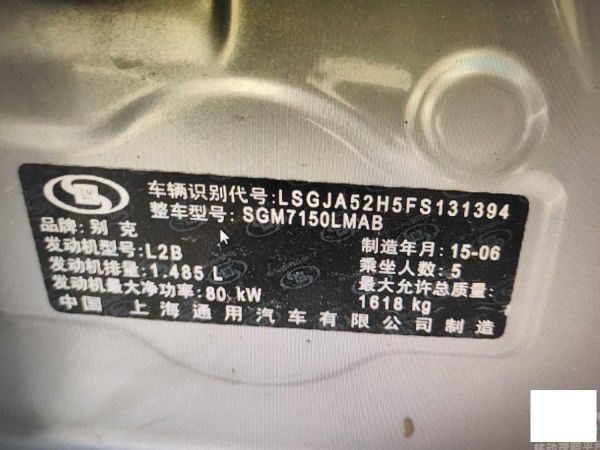 车辆识别代号:LSGJA52H5FS131394
整车型号: SGM7150LMAB
品牌: 别 克
制造年月: 15-06
发动机型号: L2B
乘坐人数: 5
发动机排量: 1.485 L
最大允许总质量:
发动机最大净功率: 80 kW
1618 kg
中国 上海通用汽车有限公司制造